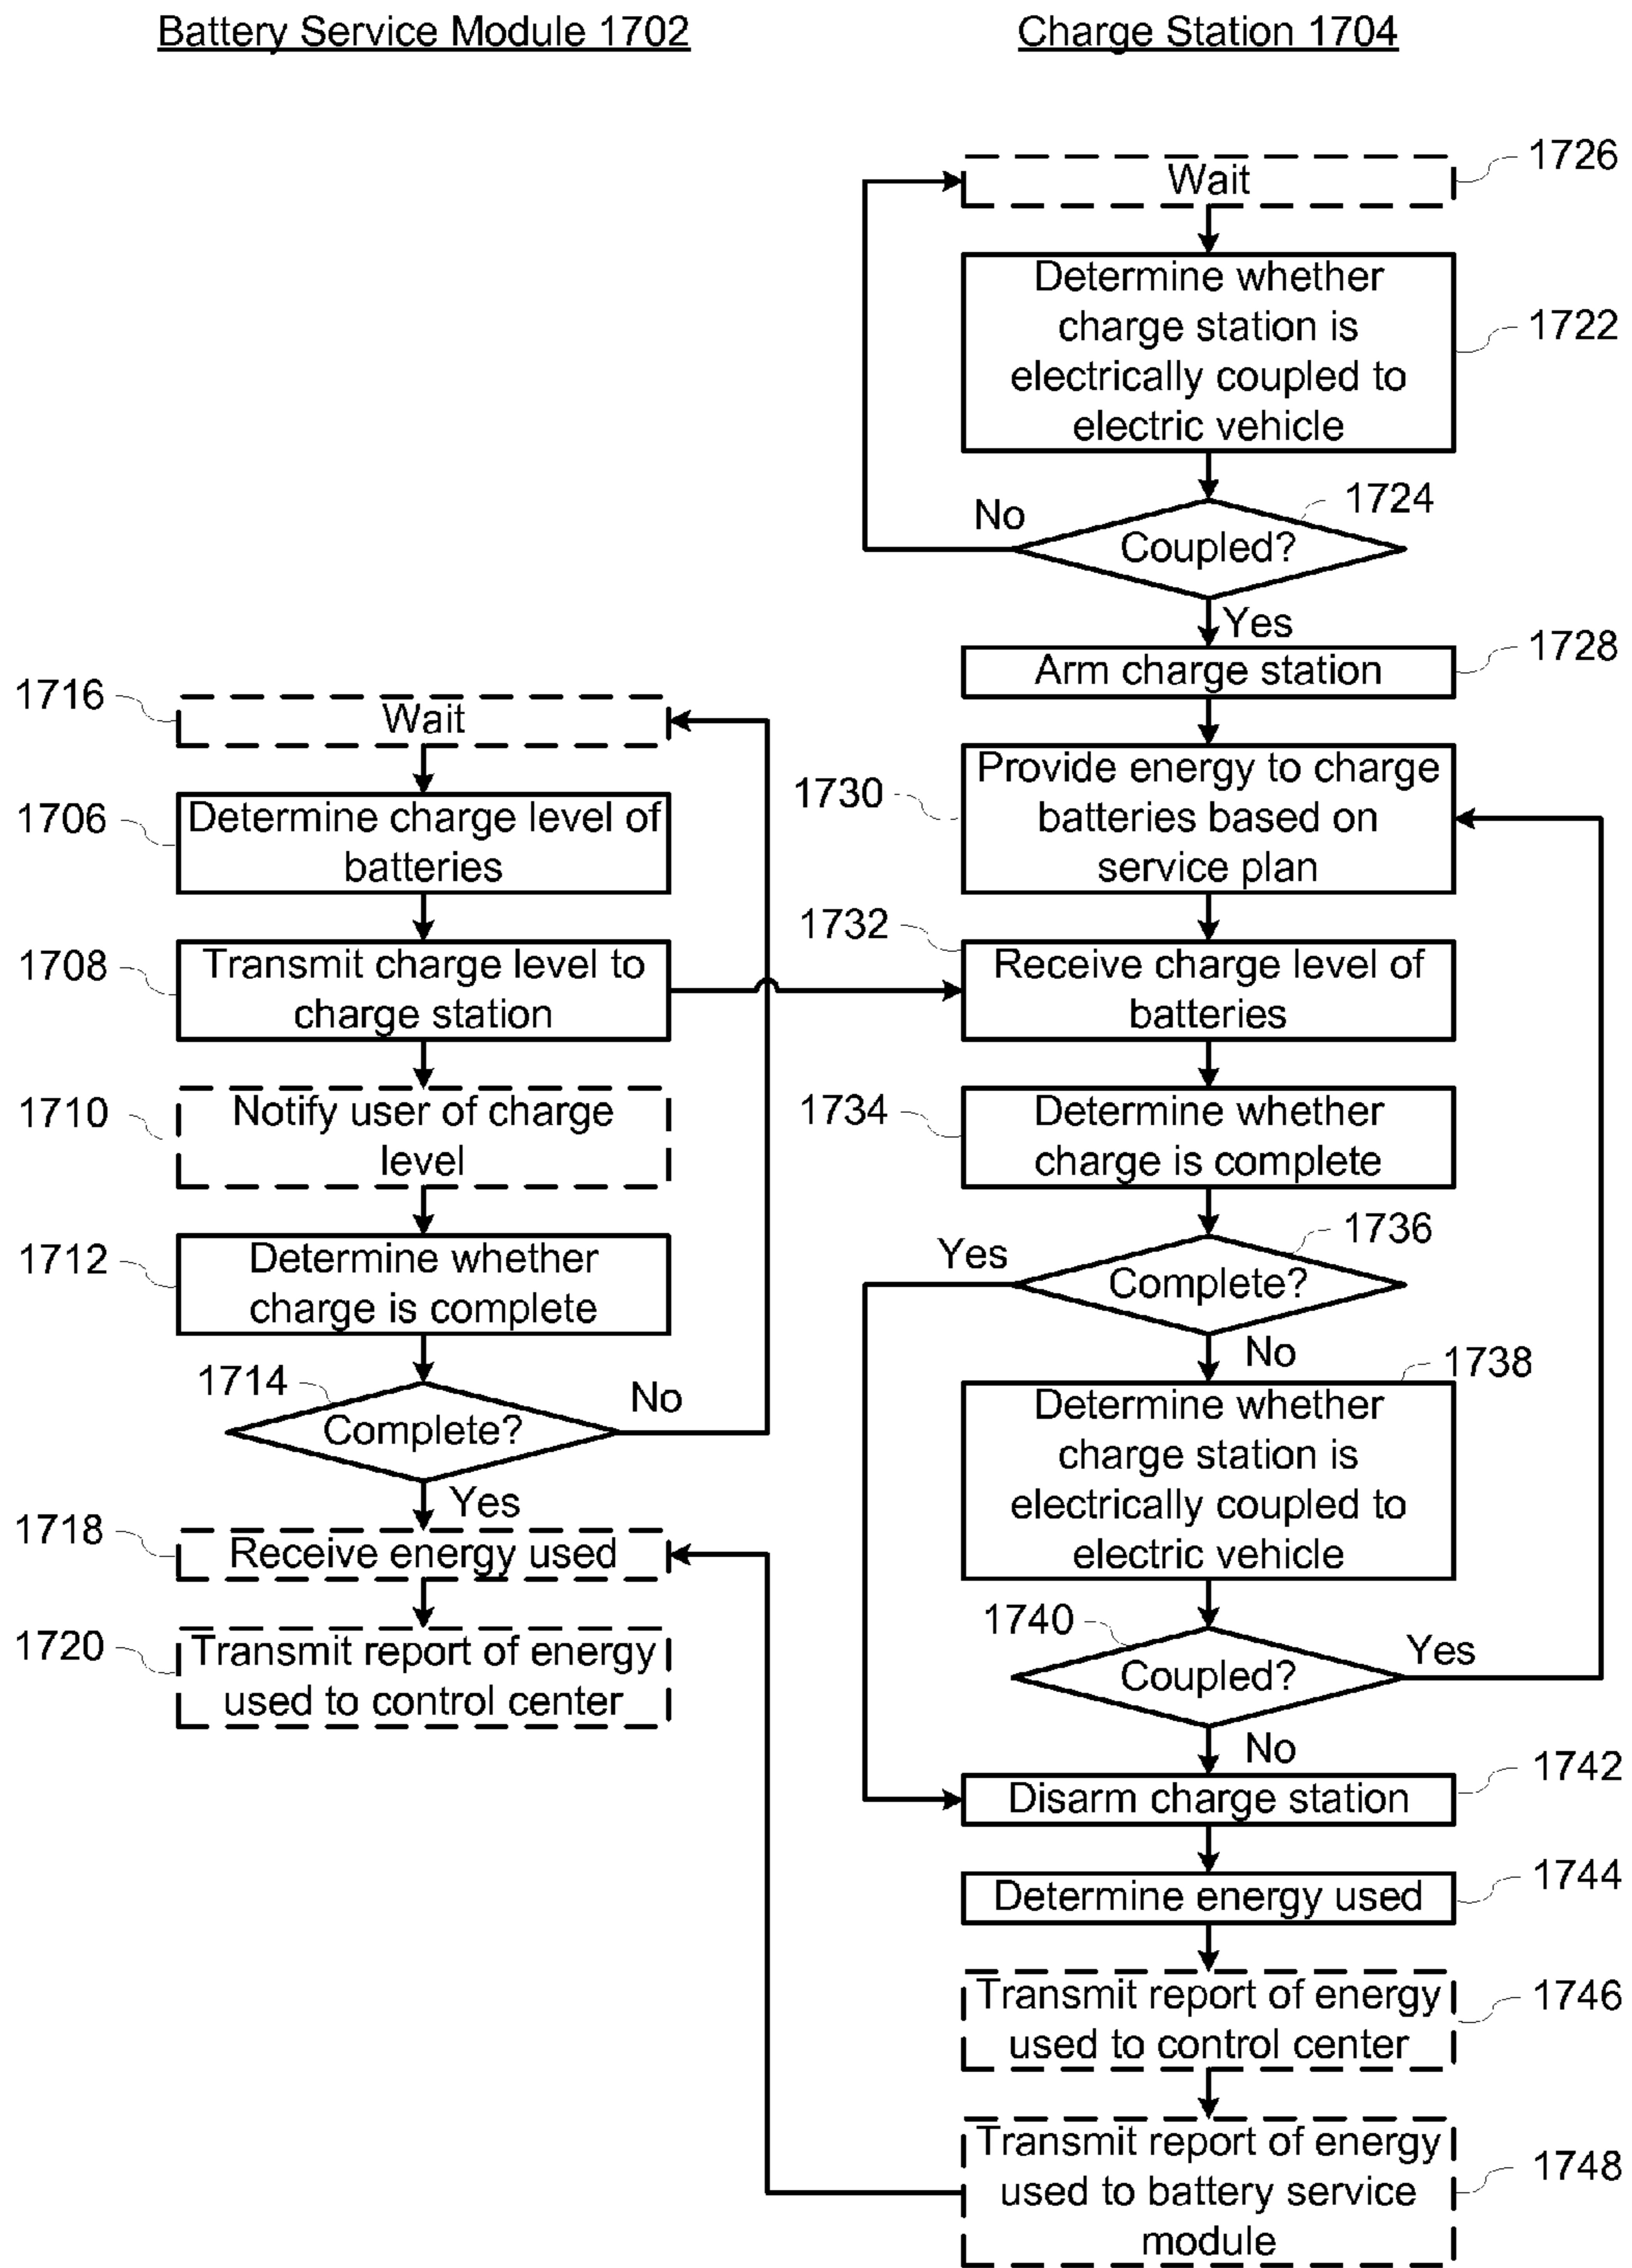 Battery Service Module 1702
Charge Station 1704
1726
Wait
Determine whether
charge station is
electrically coupled to
electric vehicle
1722
1724
No
Coupled?
Yes
1728
Arm charge station
1716
Wait
1730
Provide energy to charge
batteries based on
service plan
1706
Determine charge level of
batteries
1732
1708
Transmit charge level to
charge station
Receive charge level of
batteries
1710
Notify user of charge
level
1734
Determine whether
charge is complete
1712
Determine whether
charge is complete
1736
Yes
Complete?
No
1738
1714
Complete?
No
Determine whether
charge station is
electrically coupled to
electric vehicle
Yes
1718
Receive energy used
1740
Coupled?
Yes
1720
Transmit report of energy
used to control center
No
1742
Disarm charge station
1744
Determine energy used
1746
Transmit report of energy
used to control center
1748
Transmit report of energy
used to battery service
module